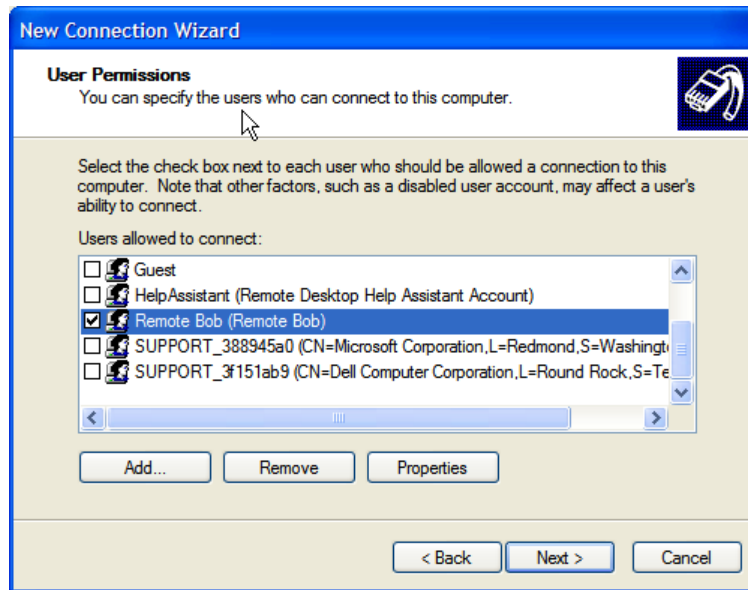 New Connection Wizard
User Permissions
You can specify the users who can connect to this computer.
Select the check box next to each user who should be allowed a connection to this
computer. Note that other factors, such as a disabled user account, may affect a user's
ability to connect.
Users allowed to connect:
Guest
HelpAssistant (Remote Desktop Help Assistant Account)
Remote Bob (Remote Bob)
SUPPORT_388945a0 (CN=Microsoft Corporation,L=Redmond,S=Washingt
SUPPORT_3f151ab9 (CN=Dell Computer Corporation,L=Round Rock,S=Te
Add... Remove Properties
< Back Next > Cancel